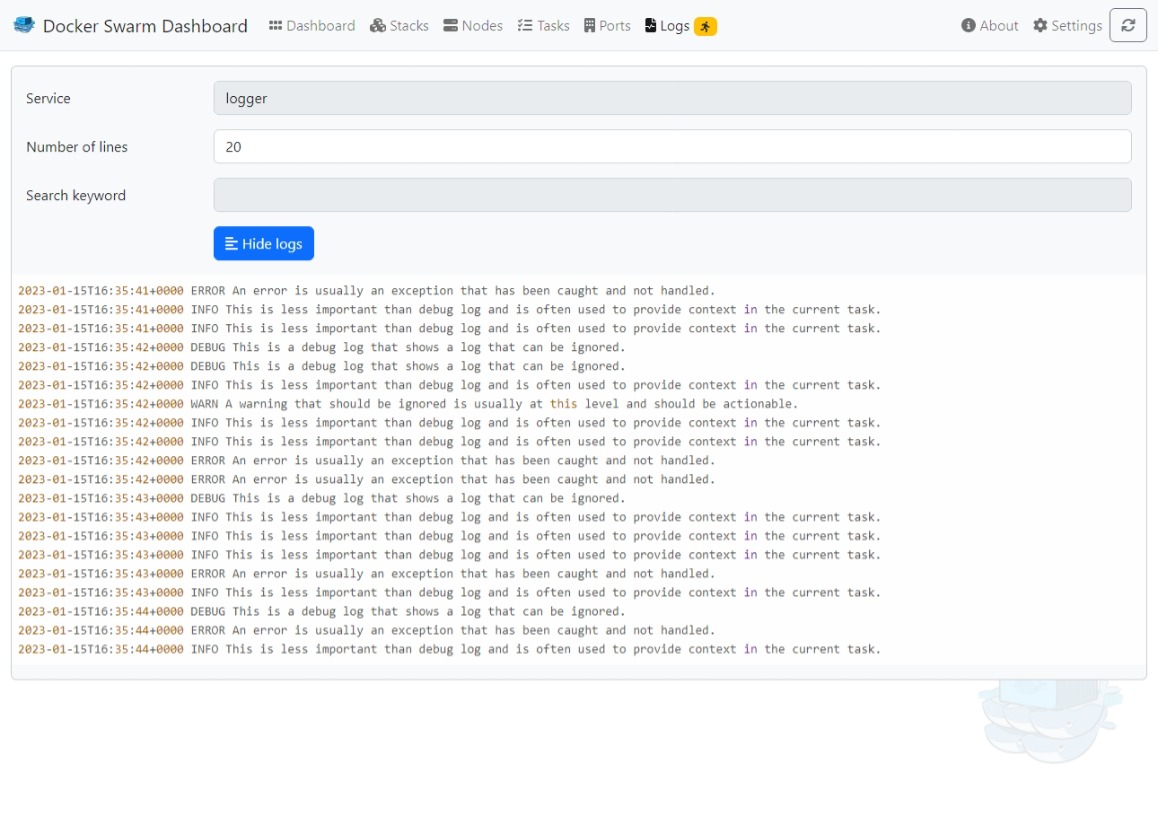 Docker Swarm Dashboard Dashboard Stacks Nodes Tasks Ports Logs About Settings
Service logger
Number of lines 20
Search keyword
Hide logs
2023-01-15T16:35:41+0000 ERROR An error is usually an exception that has been caught and not handled.
2023-01-15T16:35:41+0000 INFO This is less important than debug log and is often used to provide context in the current task.
2023-01-15T16:35:41+0000 INFO This is less important than debug log and is often used to provide context in the current task.
2023-01-15T16:35:42+0000 DEBUG This is a debug log that shows a log that can be ignored.
2023-01-15T16:35:42+0000 DEBUG This is a debug log that shows a log that can be ignored.
2023-01-15T16:35:42+0000 INFO This is less important than debug log and is often used to provide context in the current task.
2023-01-15T16:35:42+0000 WARN A warning that should be ignored is usually at this level and should be actionable.
2023-01-15T16:35:42+0000 INFO This is less important than debug log and is often used to provide context in the current task.
2023-01-15T16:35:42+0000 INFO This is less important than debug log and is often used to provide context in the current task.
2023-01-15T16:35:42+0000 ERROR An error is usually an exception that has been caught and not handled.
2023-01-15T16:35:42+0000 ERROR An error is usually an exception that has been caught and not handled.
2023-01-15T16:35:43+0000 DEBUG This is a debug log that shows a log that can be ignored.
2023-01-15T16:35:43+0000 INFO This is less important than debug log and is often used to provide context in the current task.
2023-01-15T16:35:43+0000 INFO This is less important than debug log and is often used to provide context in the current task.
2023-01-15T16:35:43+0000 INFO This is less important than debug log and is often used to provide context in the current task.
2023-01-15T16:35:43+0000 ERROR An error is usually an exception that has been caught and not handled.
2023-01-15T16:35:43+0000 INFO This is less important than debug log and is often used to provide context in the current task.
2023-01-15T16:35:44+0000 DEBUG This is a debug log that shows a log that can be ignored.
2023-01-15T16:35:44+0000 ERROR An error is usually an exception that has been caught and not handled.
2023-01-15T16:35:44+0000 INFO This is less important than debug log and is often used to provide context in the current task.